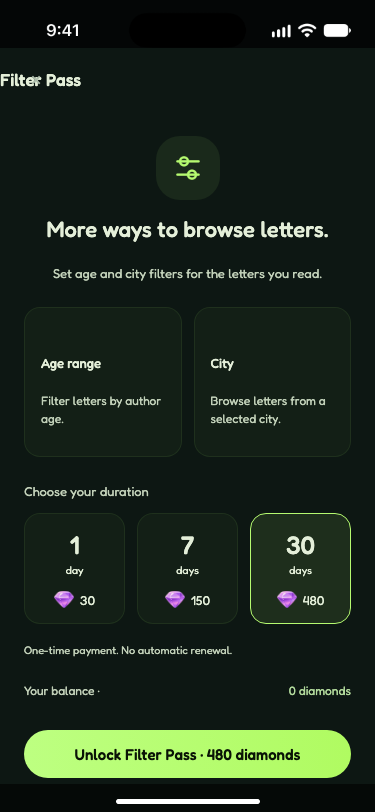 9:41
Filter Pass
More ways to browse letters.
Set age and city filters for the letters you read.
Age range
Filter letters by author
age.
City
Browse letters from a
selected city.
Choose your duration
1
day
30
7
days
150
30
days
480
One-time payment. No automatic renewal.
Your balance ·
0 diamonds
Unlock Filter Pass · 480 diamonds